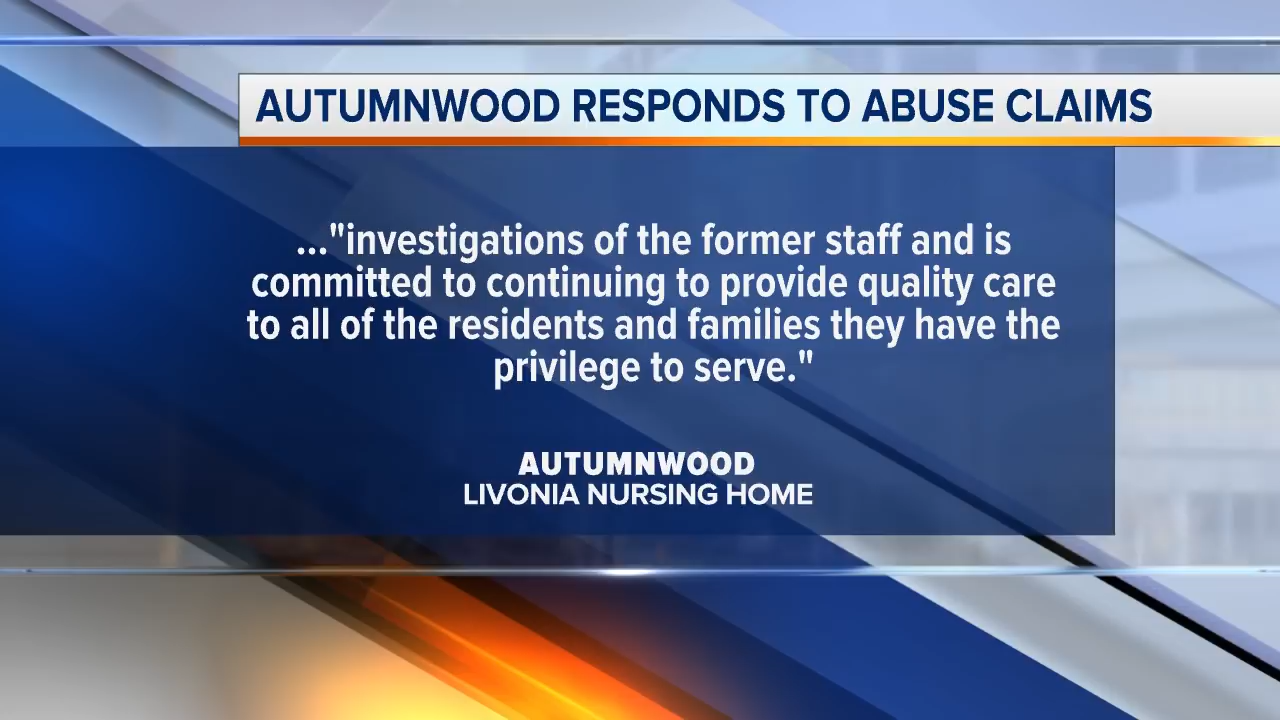 AUTUMNWOOD RESPONDS TO ABUSE CLAIMS
..."investigations of the former staff and is
committed to continuing to provide quality care
to all of the residents and families they have the
privilege to serve."
AUTUMNWOOD
LIVONIA NURSING HOME